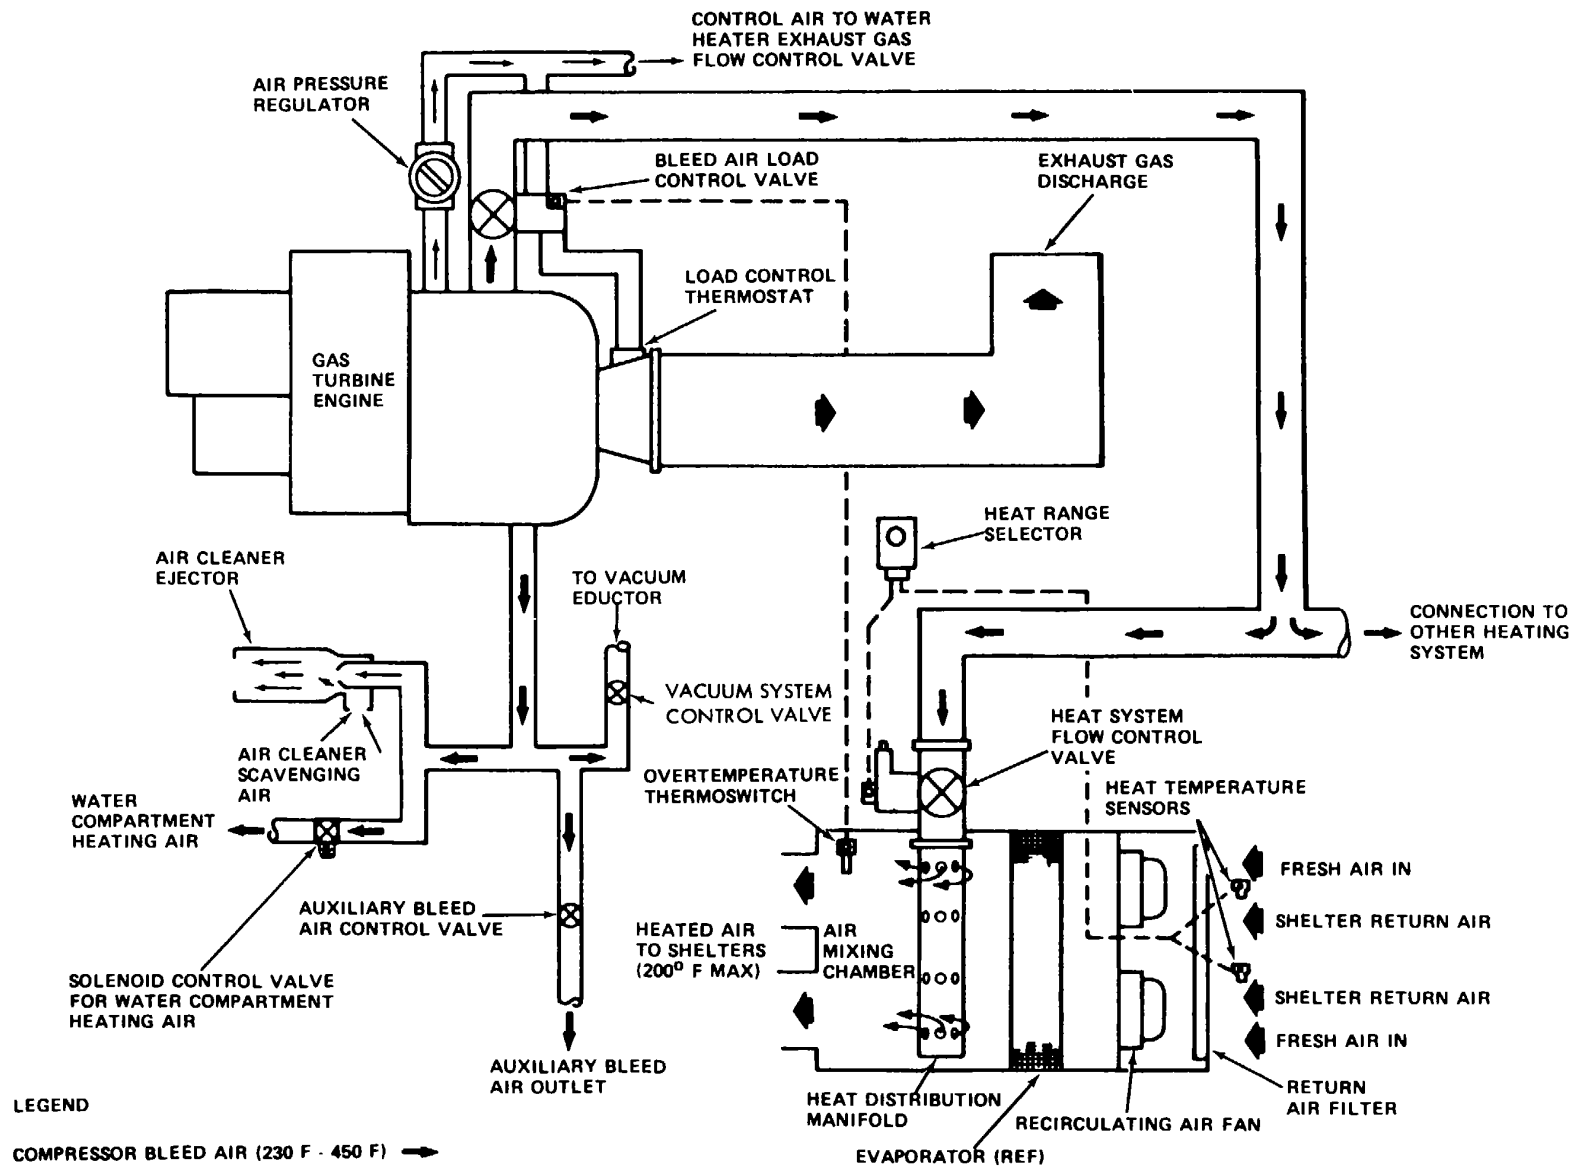 CONTROL AIR TO WATER
HEATER EXHAUST GAS
FLOW CONTROL VALVE
AIR PRESSURE
REGULATOR
BLEED AIR LOAD
CONTROL VALVE
EXHAUST GAS
DISCHARGE
LOAD CONTROL
THERMOSTAT
GAS
TURBINE
ENGINE
HEAT RANGE
SELECTOR
AIR CLEANER
EJECTOR
TO VACUUM
EDUCTOR
CONNECTION TO
OTHER HEATING
SYSTEM
VACUUM SYSTEM
CONTROL VALVE
HEAT SYSTEM
FLOW CONTROL
VALVE
AIR CLEANER
SCAVENGING
AIR
OVERTEMPERATURE
THERMOSWITCH
HEAT TEMPERATURE
SENSORS
WATER
COMPARTMENT
HEATING AIR
FRESH AIR IN
SHELTER RETURN AIR
AUXILIARY BLEED
AIR CONTROL VALVE
HEATED AIR
TO SHELTERS
(200° F MAX)
AIR
MIXING
CHAMBER
SOLENOID CONTROL VALVE
FOR WATER COMPARTMENT
HEATING AIR
SHELTER RETURN AIR
FRESH AIR IN
AUXILIARY BLEED
AIR OUTLET
HEAT DISTRIBUTION
MANIFOLD
RECIRCULATING AIR FAN
RETURN
AIR FILTER
EVAPORATOR (REF)
LEGEND
COMPRESSOR BLEED AIR (230 F - 450 F)